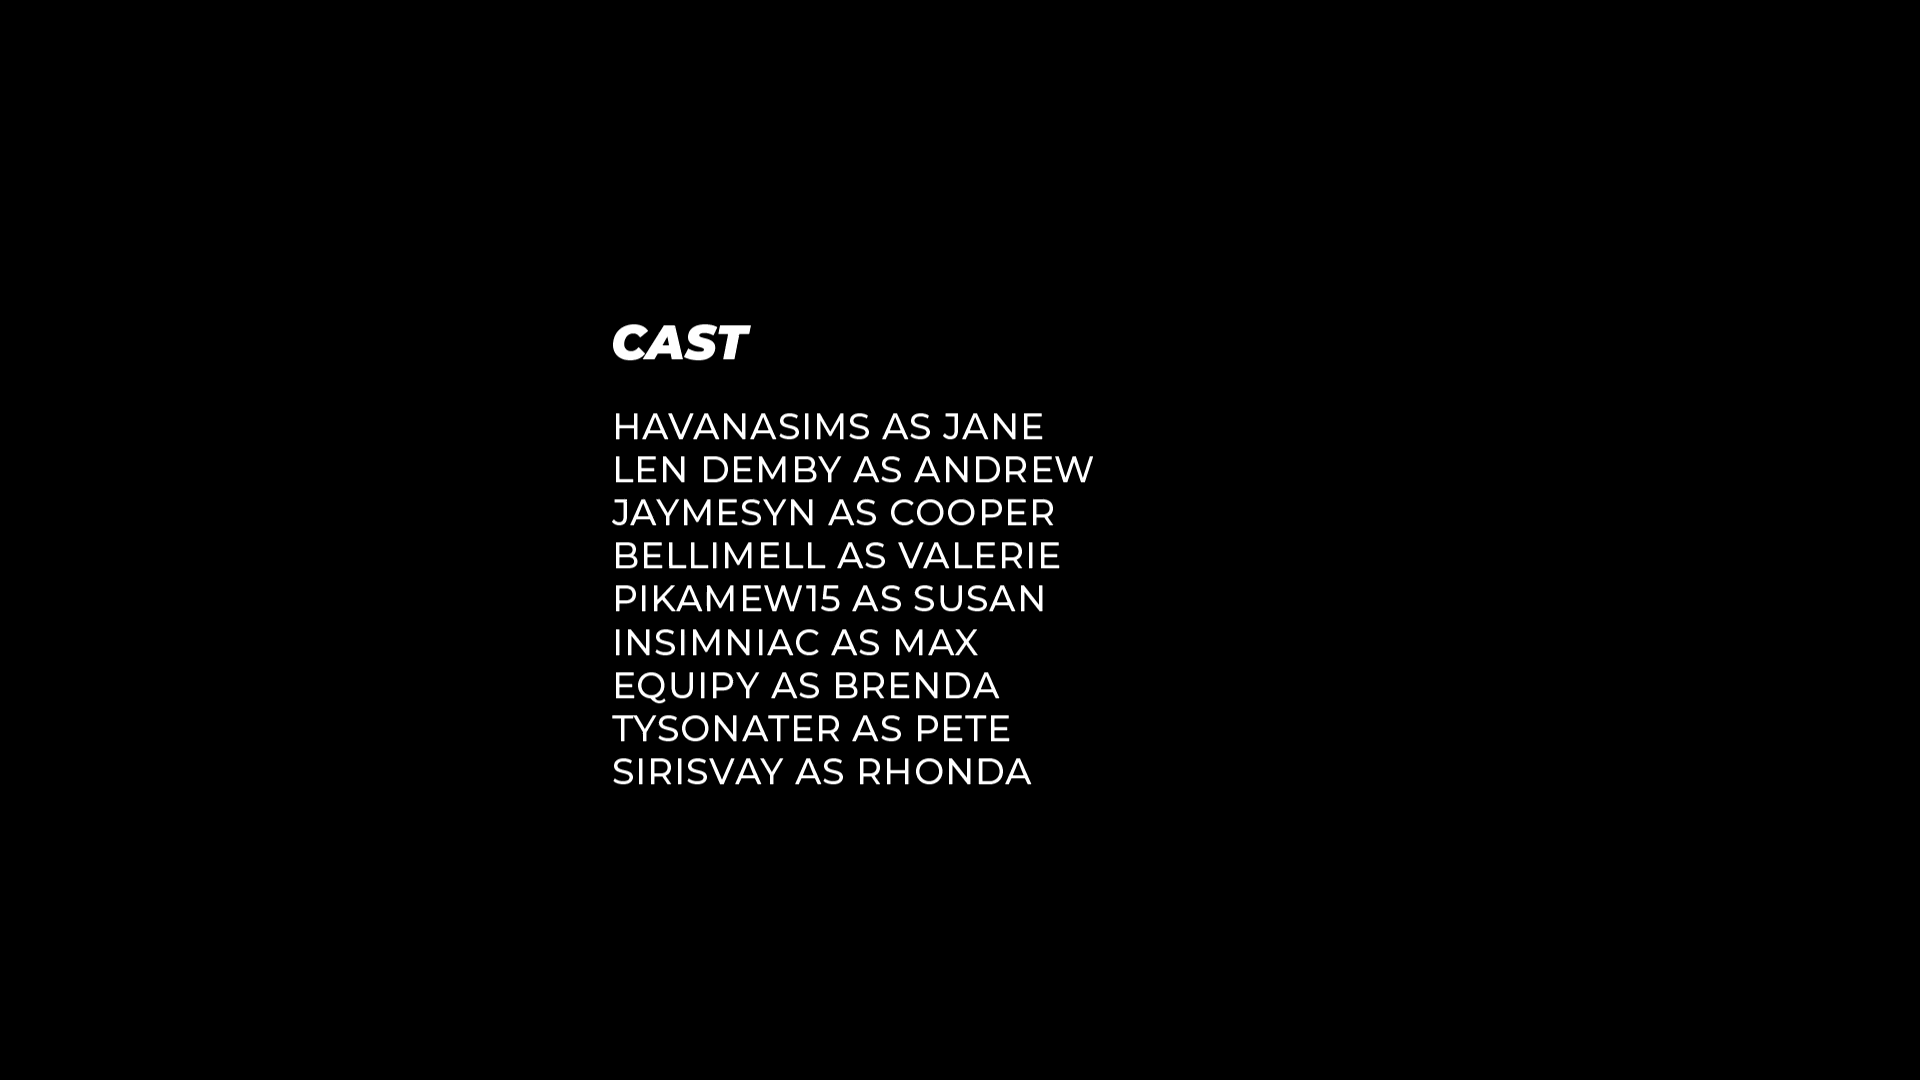 CAST
HAVANASIMS AS JANE
LEN DEMBY AS ANDREW
JAYMESYN AS COOPER
BELLIMELL AS VALERIE
PIKAMEW15 AS SUSAN
INSIMNIAC AS MAX
EQUIPY AS BRENDA
TYSONATER AS PETE
SIRISVAY AS RHONDA